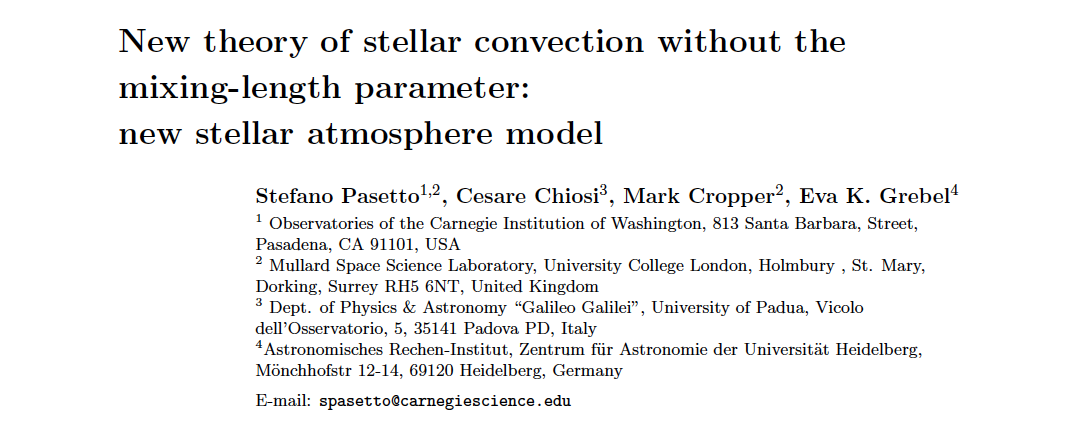 New theory of stellar convection without the
mixing-length parameter:
new stellar atmosphere model
Stefano Pasetto1,2, Cesare Chiosi3, Mark Cropper2, Eva K. Grebel4
1 Observatories of the Carnegie Institution of Washington, 813 Santa Barbara, Street,
Pasadena, CA 91101, USA
2 Mullard Space Science Laboratory, University College London, Holmbury , St. Mary,
Dorking, Surrey RH5 6NT, United Kingdom
3 Dept. of Physics & Astronomy “Galileo Galilei”, University of Padua, Vicolo
dell’Osservatorio, 5, 35141 Padova PD, Italy
4Astronomisches Rechen-Institut, Zentrum für Astronomie der Universität Heidelberg,
Mönchhofstr 12-14, 69120 Heidelberg, Germany
E-mail: spasetto@carnegiescience.edu